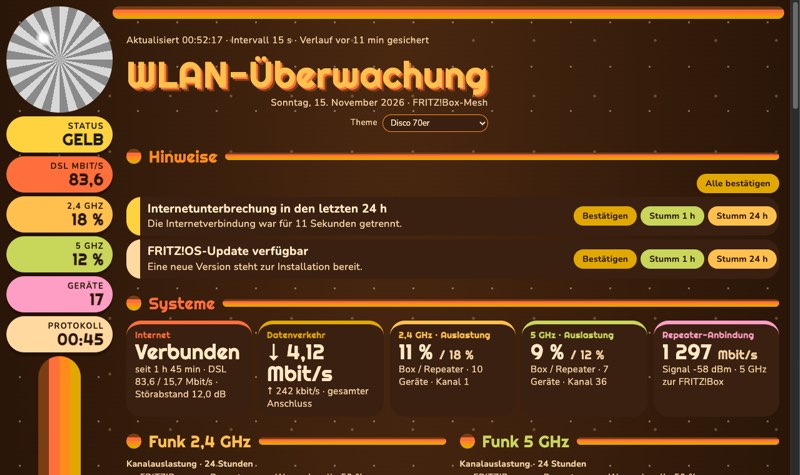 Aktualisiert 00:52:17 · Intervall 15 s · Verlauf vor 11 min gesichert
WLAN-Überwachung
Sonntag, 15. November 2026 · FRITZ!Box-Mesh
Theme Disco 70er
STATUS
GELB
DSL MBIT/S
83,6
2,4 GHZ
18 %
5 GHZ
12 %
GERÄTE
17
PROTOKOLL
00:45
Hinweise
Alle bestätigen
Internetunterbrechung in den letzten 24 h
Die Internetverbindung war für 11 Sekunden getrennt.
Bestätigen Stumm 1 h Stumm 24 h
FRITZ!OS-Update verfügbar
Eine neue Version steht zur Installation bereit.
Bestätigen Stumm 1 h Stumm 24 h
Systeme
Internet
Verbunden
seit 1 h 45 min · DSL
83,6 / 15,7 Mbit/s ·
Störabstand 12,0 dB
Datenverkehr
↓ 4,12
Mbit/s
↑ 242 kbit/s · gesamter
Anschluss
2,4 GHz · Auslastung
11 % / 18 %
Box / Repeater · 10
Geräte · Kanal 1
5 GHz · Auslastung
9 % / 12 %
Box / Repeater · 7
Geräte · Kanal 36
Repeater-Anbindung
1 297 Mbit/s
Signal -58 dBm · 5 GHz
zur FRITZ!Box
Funk 2,4 GHz
Kanalauslastung · 24 Stunden
Funk 5 GHz
Kanalauslastung · 24 Stunden